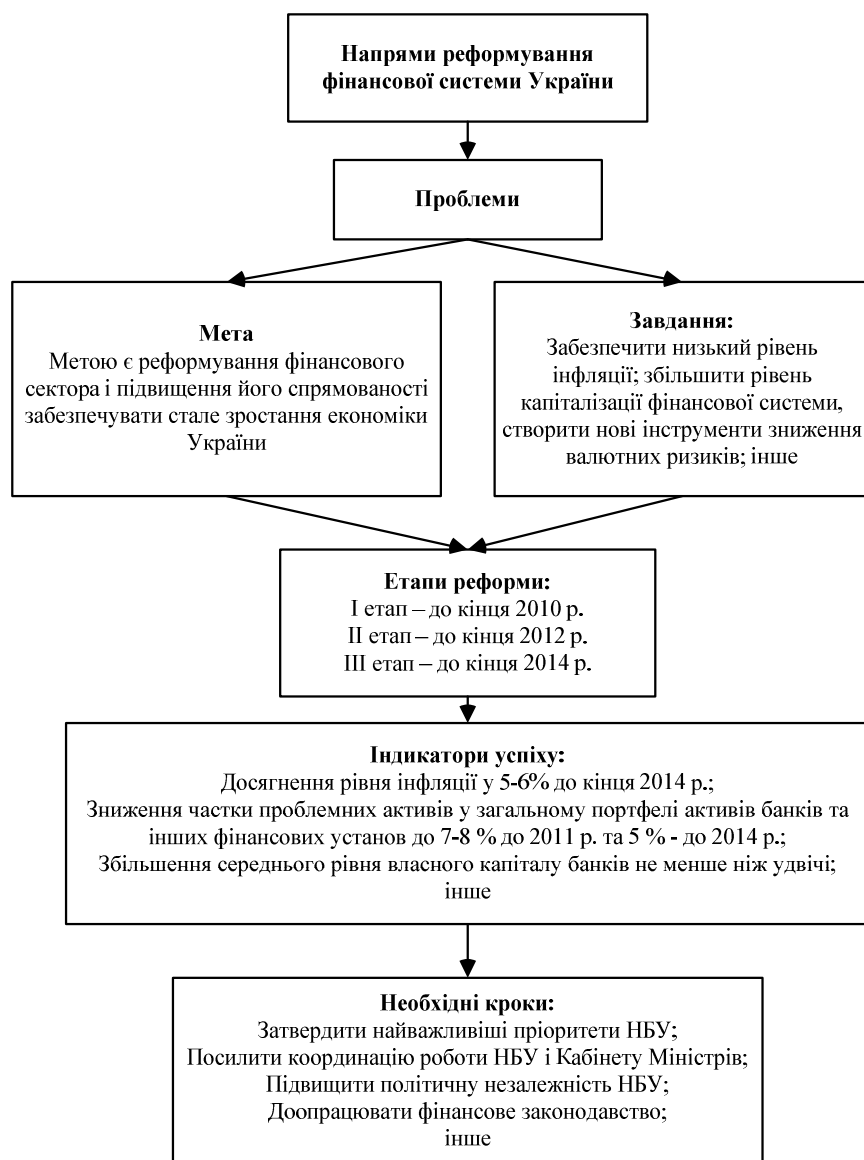 Напрями реформування
фінансової системи України
Проблеми
Мета
Метою є реформування фінансового
сектора і підвищення його спрямованості
забезпечувати стале зростання економіки
України
Завдання:
Забезпечити низький рівень
інфляції; збільшити рівень
капіталізації фінансової системи,
створити нові інструменти зниження
валютних ризиків; інше
Етапи реформи:
І етап – до кінця 2010 р.
ІІ етап – до кінця 2012 р.
ІІІ етап – до кінця 2014 р.
Індикатори успіху:
Досягнення рівня інфляції у 5-6% до кінця 2014 р.;
Зниження частки проблемних активів у загальному портфелі активів банків та
інших фінансових установ до 7-8 % до 2011 р. та 5 % - до 2014 р.;
Збільшення середнього рівня власного капіталу банків не менше ніж удвічі;
інше
Необхідні кроки:
Затвердити найважливіші пріоритети НБУ;
Посилити координацію роботи НБУ і Кабінету Міністрів;
Підвищити політичну незалежність НБУ;
Доопрацювати фінансове законодавство;
інше